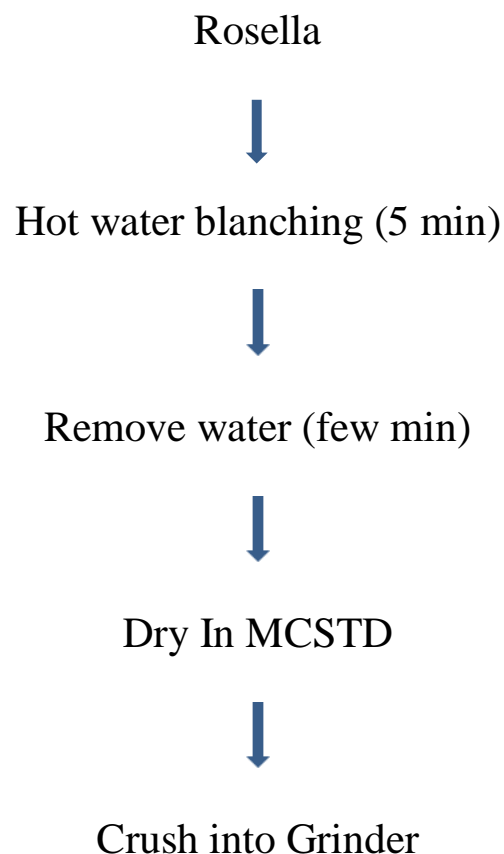 Rosella
Hot water blanching (5 min)
Remove water (few min)
Dry In MCSTD
Crush into Grinder